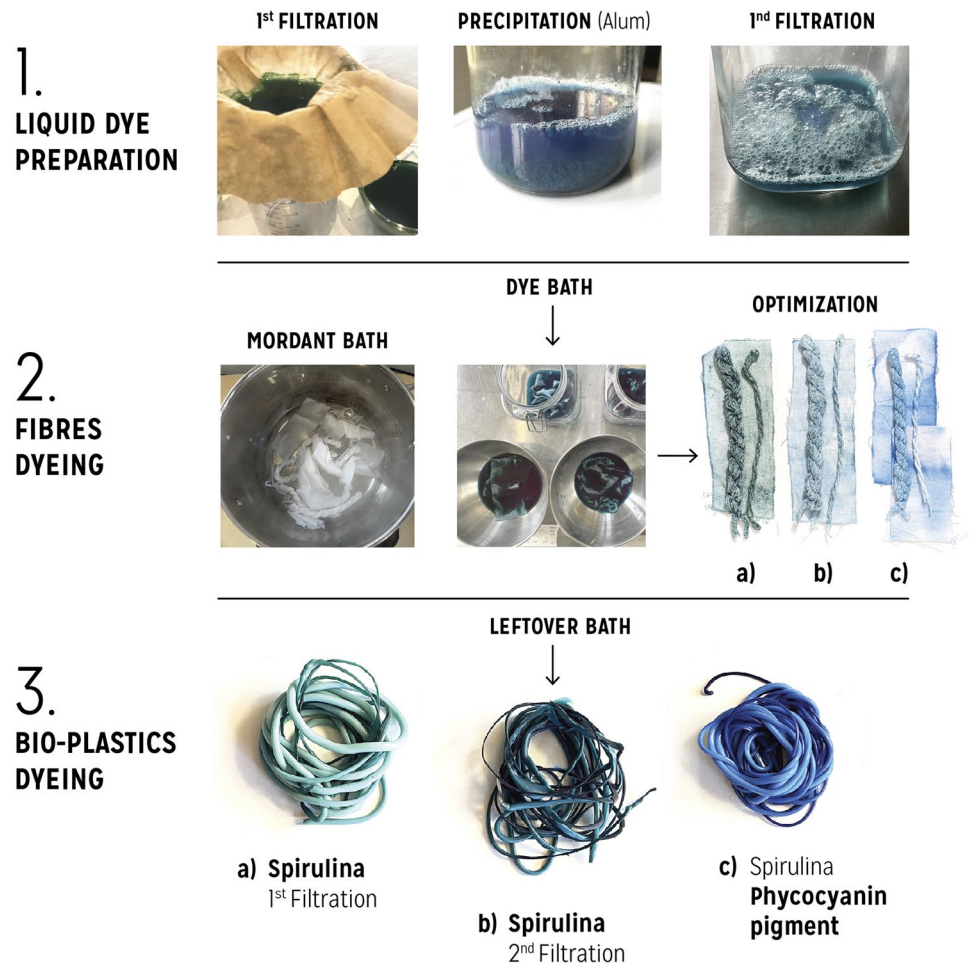 1.
LIQUID DYE
PREPARATION
1st FILTRATION
PRECIPITATION (Alum)
1nd FILTRATION
2.
FIBRES
DYEING
MORDANT BATH
DYE BATH
OPTIMIZATION
a)
b)
c)
3.
BIO-PLASTICS
DYEING
LEFTOVER BATH
a) Spirulina
1st Filtration
b) Spirulina
2nd Filtration
c) Spirulina
Phycocyanin
pigment